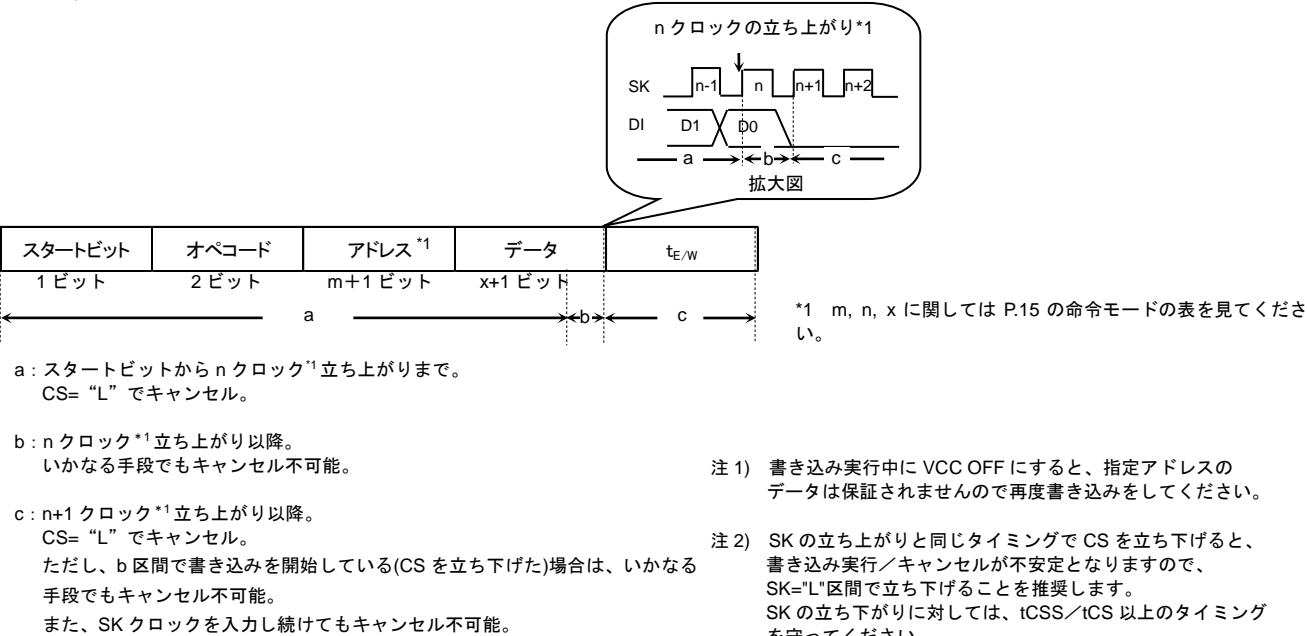 n クロックの立ち上がり*1
SK n-1 n n+1 n+2
DI D1 D0
a b c
拡大図
スタートビット オペコード アドレス*1 データ tE/W
1 ビット 2 ビット m+1 ビット x+1 ビット
a b c
*1 m, n, x に関しては P.15 の命令モードの表を見てくださ
い。
a : スタートビットから n クロック*1 立ち上がりまで。
CS= “L” でキャンセル。
b : n クロック*1 立ち上がり以降。
いかなる手段でもキャンセル不可能。
c : n+1 クロック*1 立ち上がり以降。
CS= “L” でキャンセル。
ただし、b 区間で書き込みを開始している(CS を立ち下げた)場合は、いかなる
手段でもキャンセル不可能。
また、SK クロックを入力し続けてもキャンセル不可能。
注 1) 書き込み実行中に VCC OFF にすると、指定アドレスの
データは保証されませんので再度書き込みをしてください。
注 2) SK の立ち上がりと同じタイミングで CS を立ち下げると、
書き込み実行/キャンセルが不安定となりますので、
SK="L"区間で立ち下げることを推奨します。
SK の立ち下がりに対しては、tCSS/tCS 以上のタイミング
を守ってください